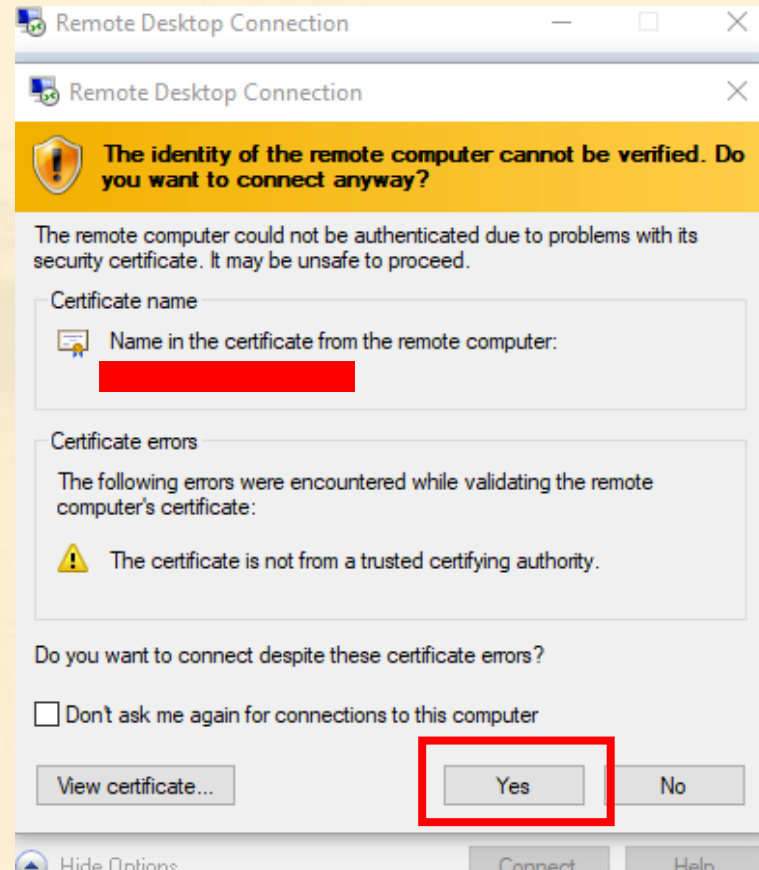 Remote Desktop Connection
Remote Desktop Connection
The identity of the remote computer cannot be verified. Do
you want to connect anyway?
The remote computer could not be authenticated due to problems with its
security certificate. It may be unsafe to proceed.
Certificate name
Name in the certificate from the remote computer:
Certificate errors
The following errors were encountered while validating the remote
computer's certificate:
The certificate is not from a trusted certifying authority.
Do you want to connect despite these certificate errors?
Don't ask me again for connections to this computer
View certificate... Yes No
Hide Options Connect Help